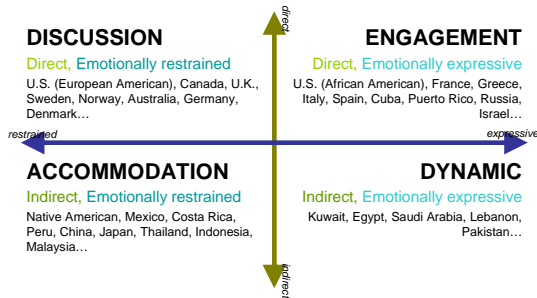 direct
DISCUSSION
Direct, Emotionally restrained
U.S. (European American), Canada, U.K.,
Sweden, Norway, Australia, Germany,
Denmark…
ENGAGEMENT
Direct, Emotionally expressive
U.S. (African American), France, Greece,
Italy, Spain, Cuba, Puerto Rico, Russia,
Israel…
restrained
expressive
ACCOMMODATION
Indirect, Emotionally restrained
Native American, Mexico, Costa Rica,
Peru, China, Japan, Thailand, Indonesia,
Malaysia…
DYNAMIC
Indirect, Emotionally expressive
Kuwait, Egypt, Saudi Arabia, Lebanon,
Pakistan…
indirect